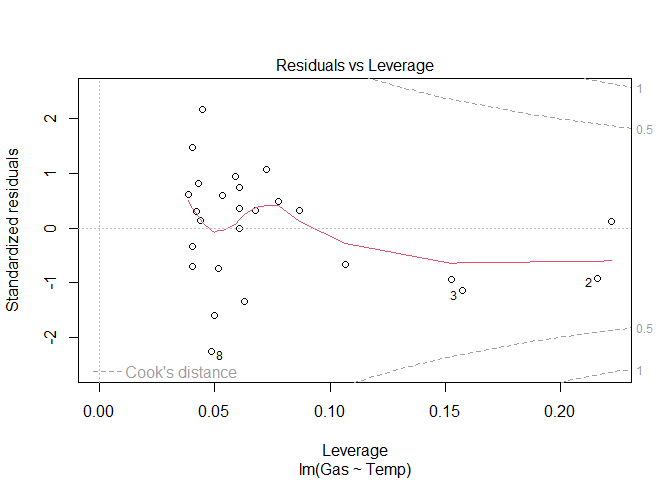 Residuals vs Leverage
Standardized residuals
2
1
0
-1
-2
1
0.5
0.5
1
3
2
8
Cook's distance
0.00 0.05 0.10 0.15 0.20
Leverage
lm(Gas ~ Temp)